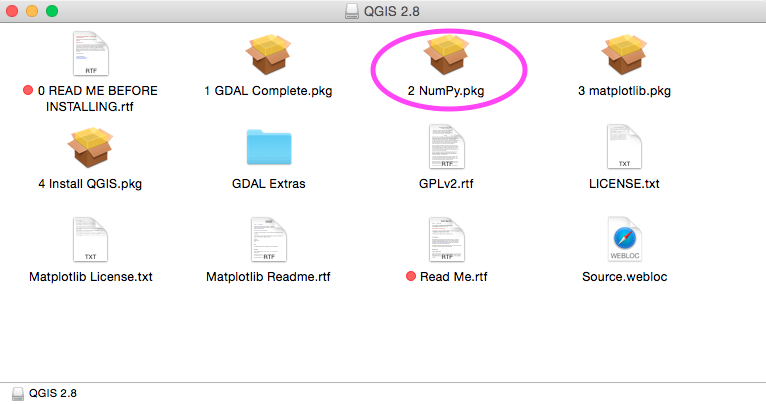 QGIS 2.8
RTF
0 READ ME BEFORE
INSTALLING.rtf
1 GDAL Complete.pkg
2 NumPy.pkg
3 matplotlib.pkg
4 Install QGIS.pkg
GDAL Extras
RTF
GPLv2.rtf
TXT
LICENSE.txt
TXT
Matplotlib License.txt
RTF
Matplotlib Readme.rtf
RTF
Read Me.rtf
WEBLOC
Source.webloc
QGIS 2.8